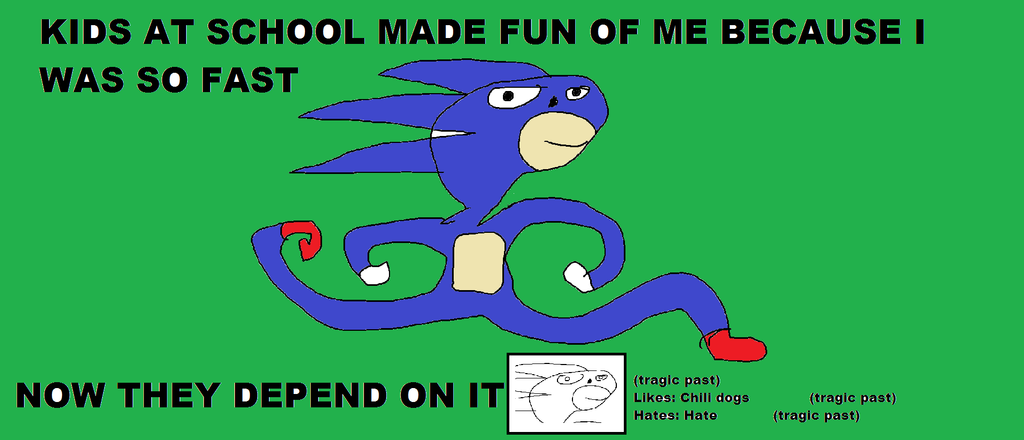 KIDS AT SCHOOL MADE FUN OF ME BECAUSE I
WAS SO FAST
NOW THEY DEPEND ON IT
(tragic past)
Likes: Chili dogs (tragic past)
Hates: Hate (tragic past)